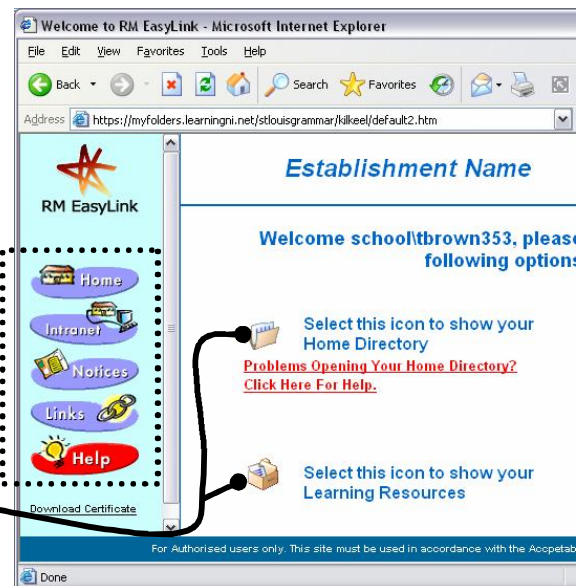 Welcome to RM EasyLink - Microsoft Internet Explorer
File Edit View Favorites Tools Help
Back Search Favorites
Address https://myfolders.learningni.net/stlouisgrammar/kilkeel/default2.htm
RM EasyLink
Home
Intranet
Notices
Links
Help
Download Certificate
Establishment Name
Welcome school\tbrown353, please
following options
Select this icon to show your
Home Directory
Problems Opening Your Home Directory?
Click Here For Help.
Select this icon to show your
Learning Resources
For Authorised users only. This site must be used in accordance with the Accpetab
Done